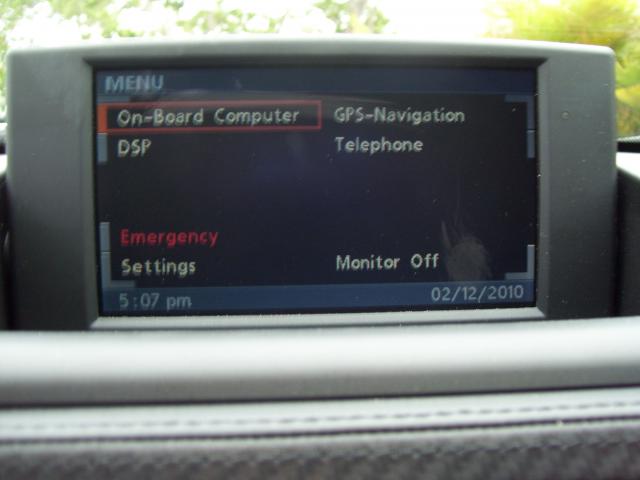 MENU
On-Board Computer GPS-Navigation
DSP Telephone
Emergency
Settings Monitor Off
5:07 pm 02/12/2010